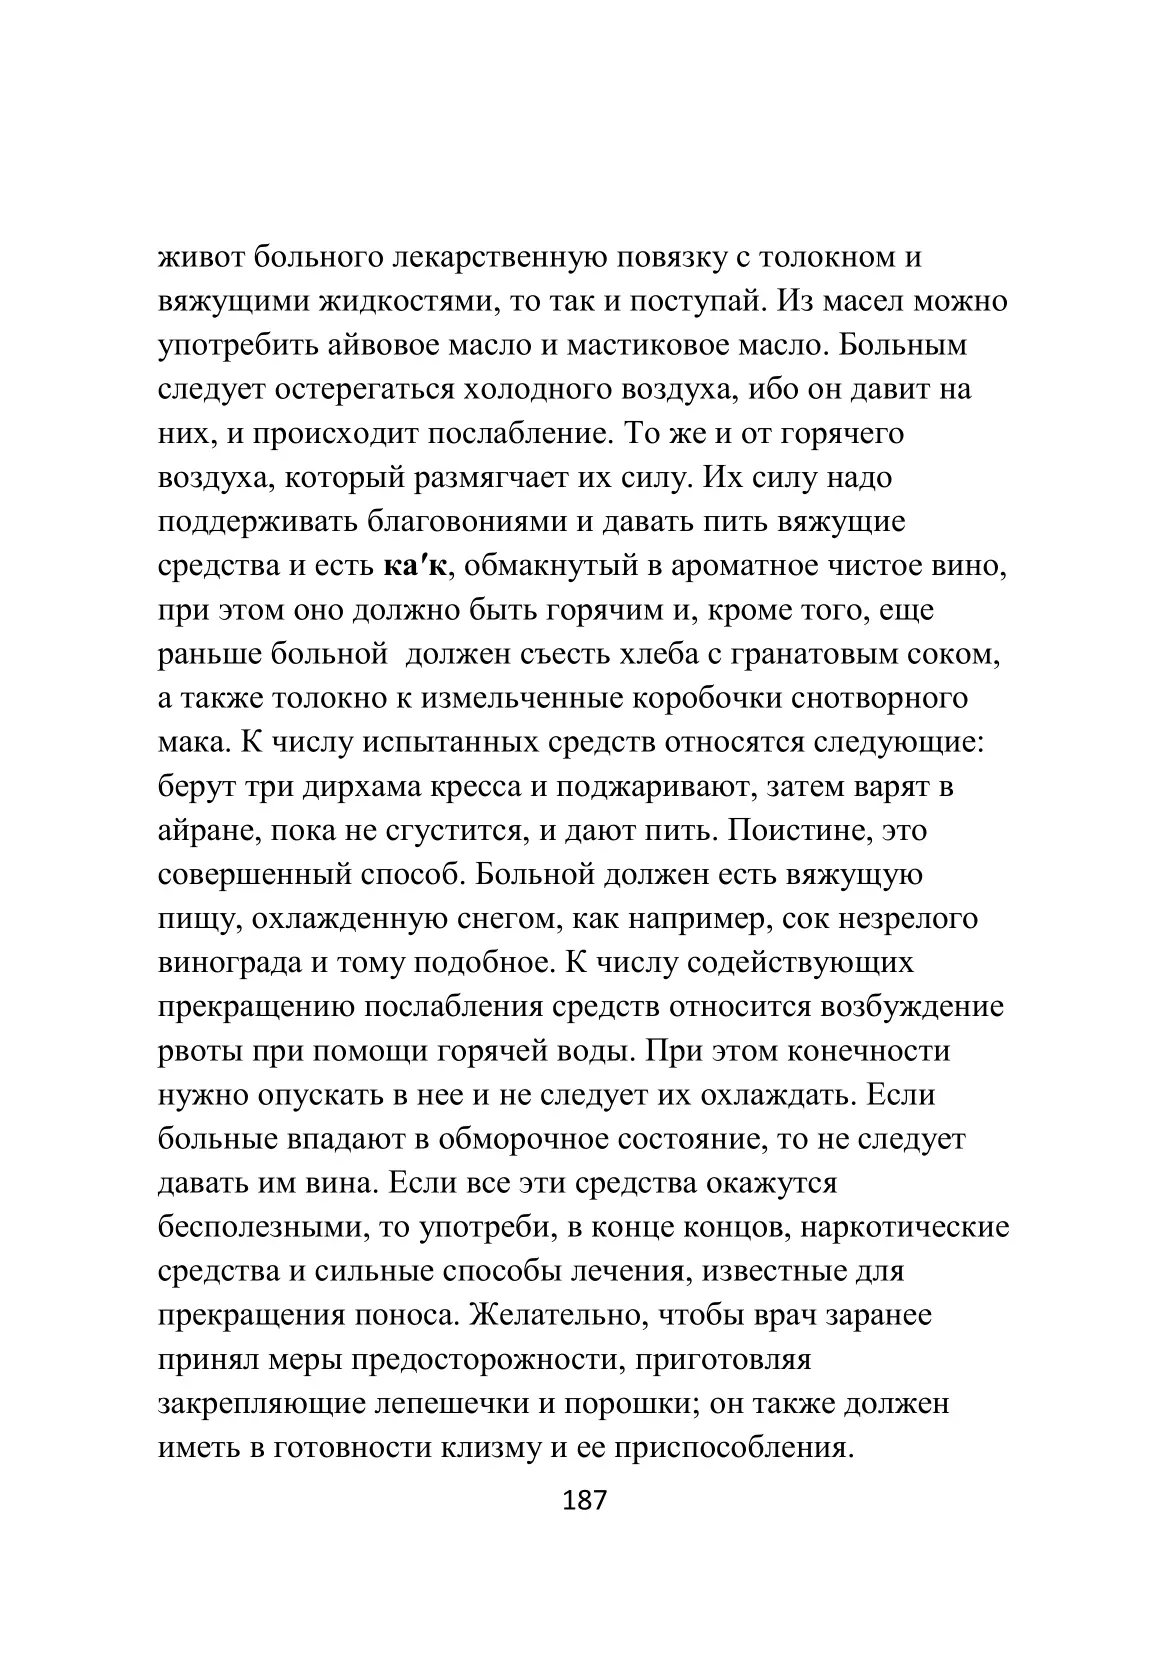 живот больного лекарственную повязку с толокном и
вяжущими жидкостями, то так и поступай. Из масел можно
употребить айвовое масло и мастиковое масло. Больным
следует остерегаться холодного воздуха, ибо он давит на
них, и происходит послабление. То же и от горячего
воздуха, который размягчает их силу. Их силу надо
поддерживать благовониями и давать пить вяжущие
средства и есть ка′к, обмакнутый в ароматное чистое вино,
при этом оно должно быть горячим и, кроме того, еще
раньше больной  должен съесть хлеба с гранатовым соком,
а также толокно к измельченные коробочки снотворного
мака. К числу испытанных средств относятся следующие:
берут три дирхама кресса и поджаривают, затем варят в
айране, пока не сгустится, и дают пить. Поистине, это
совершенный способ. Больной должен есть вяжущую
пищу, охлажденную снегом, как например, сок незрелого
винограда и тому подобное. К числу содействующих
прекращению послабления средств относится возбуждение
рвоты при помощи горячей воды. При этом конечности
нужно опускать в нее и не следует их охлаждать. Если
больные впадают в обморочное состояние, то не следует
давать им вина. Если все эти средства окажутся
бесполезными, то употреби, в конце концов, наркотические
средства и сильные способы лечения, известные для
прекращения поноса. Желательно, чтобы врач заранее
принял меры предосторожности, приготовляя
закрепляющие лепешечки и порошки; он также должен
иметь в готовности клизму и ее приспособления.
187